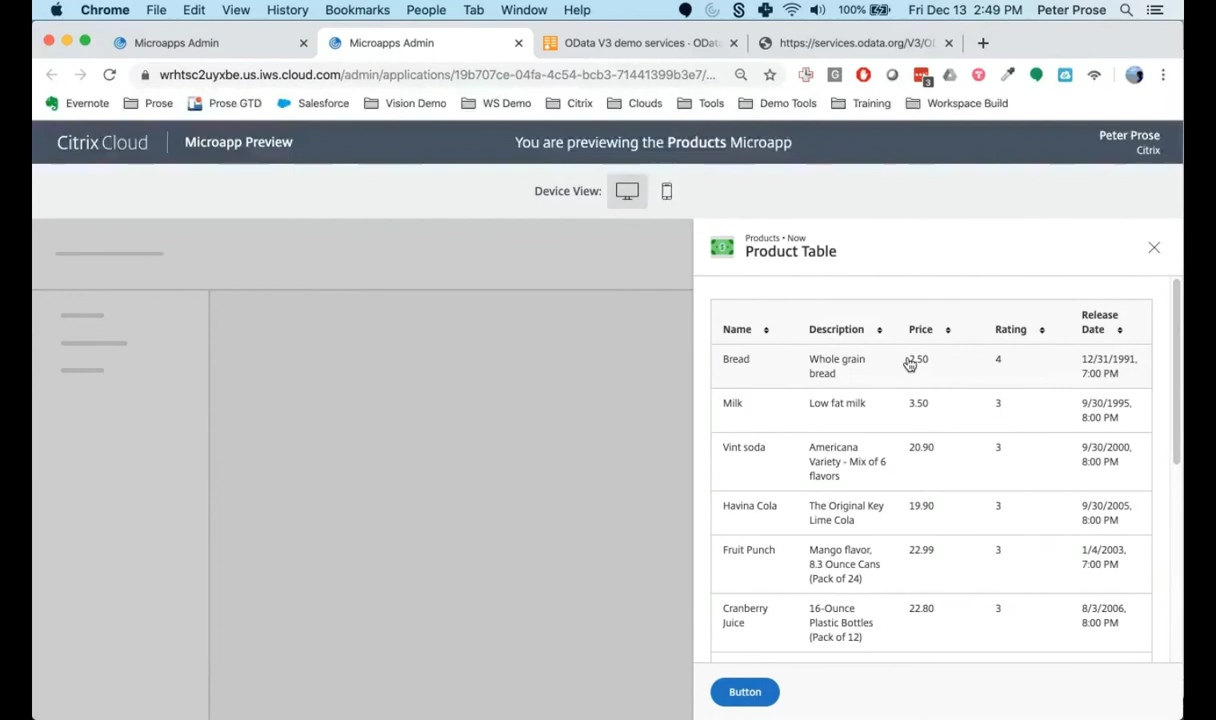 Chrome File Edit View History Bookmarks People Tab Window Help 100% Fri Dec 13 2:49 PM Peter Prose
Microapps Admin Microapps Admin OData V3 demo services · OData https://services.odata.org/V3/O
wrhtsc2uyxbe.us.iws.cloud.com/admin/applications/19b707ce-04fa-4c54-bcb3-71441399b3e7/...
3
Evernote Prose Prose GTD Salesforce Vision Demo WS Demo Citrix Clouds Tools Demo Tools Training Workspace Build
Citrix Cloud Microapp Preview You are previewing the Products Microapp Peter Prose
Citrix
Device View:
Products • Now
Product Table
Name Description Price Rating Release
Date
Bread Whole grain .50 4 12/31/1991,
bread 7:00 PM
Milk Low fat milk 3.50 3 9/30/1995,
8:00 PM
Vint soda Americana 20.90 3 9/30/2000,
Variety - Mix of 6 8:00 PM
flavors
Havina Cola The Original Key 19.90 3 9/30/2005,
Lime Cola 8:00 PM
Fruit Punch Mango flavor, 22.99 3 1/4/2003,
8.3 Ounce Cans 7:00 PM
(Pack of 24)
Cranberry 16-Ounce 22.80 3 8/3/2006,
Juice Plastic Bottles 8:00 PM
(Pack of 12)
Button